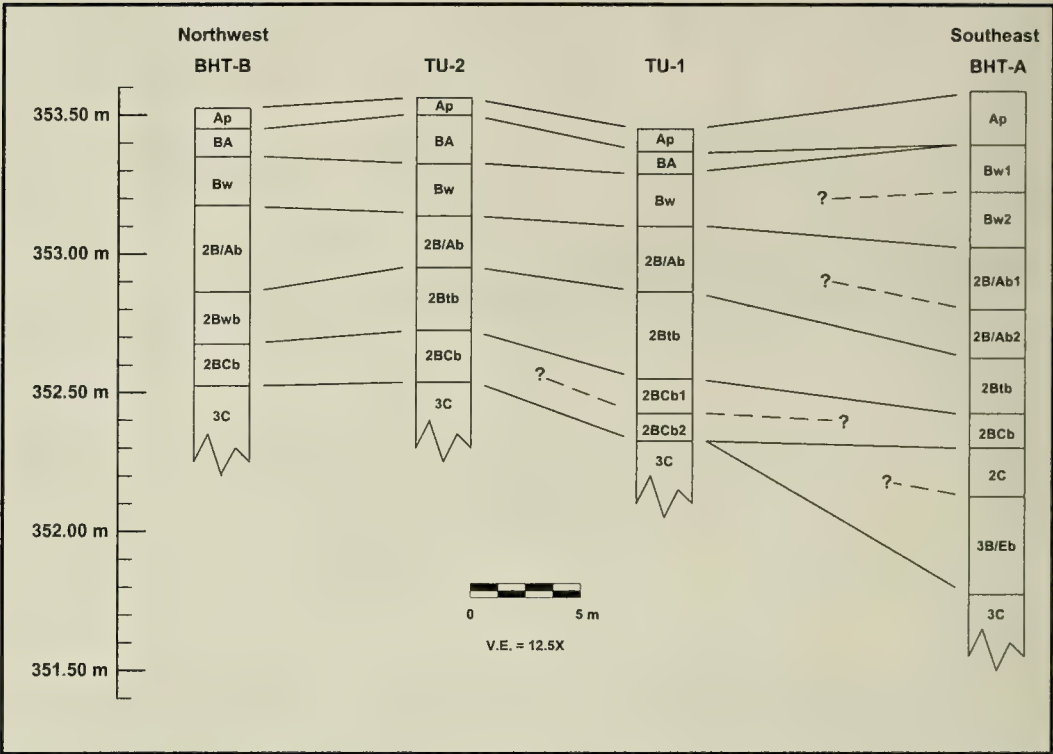 Northwest
Southeast
BHT-B
TU-2
TU-1
BHT-A
353.50 m
353.00 m
352.50 m
352.00 m
351.50 m
Ap
BA
Bw
2B/Ab
2Bwb
2BCb
3C
Ap
BA
Bw
2B/Ab
2Btb
2BCb
3C
?
Ap
BA
Bw
2B/Ab
2Btb
2BCb1
2BCb2
3C
?
?
?
?
Ap
Bw1
Bw2
2B/Ab1
2B/Ab2
2Btb
2BCb
2C
3B/Eb
3C
0
5 m
V.E. = 12.5X